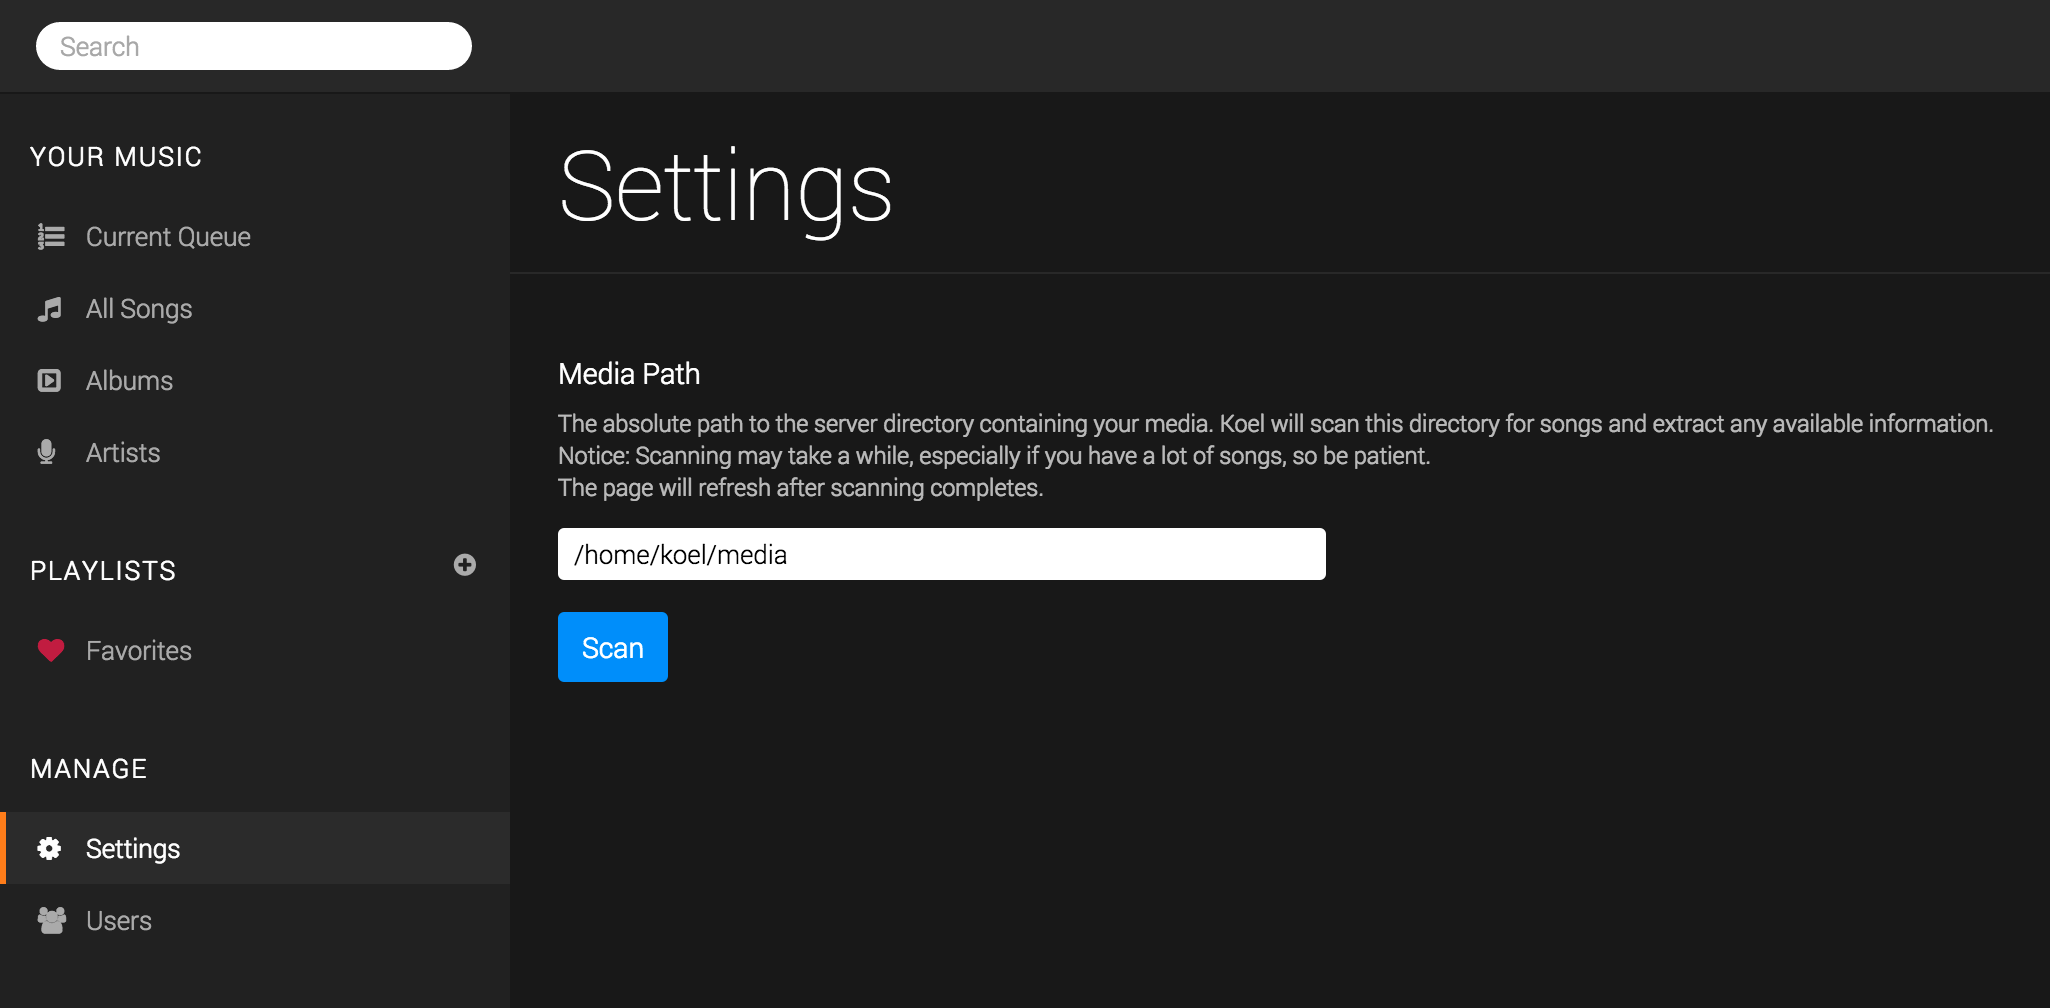 Search
YOUR MUSIC
Current Queue
All Songs
Albums
Artists
PLAYLISTS
Favorites
MANAGE
Settings
Users
Settings
Media Path
The absolute path to the server directory containing your media. Koel will scan this directory for songs and extract any available information.
Notice: Scanning may take a while, especially if you have a lot of songs, so be patient.
The page will refresh after scanning completes.
/home/koel/media
Scan